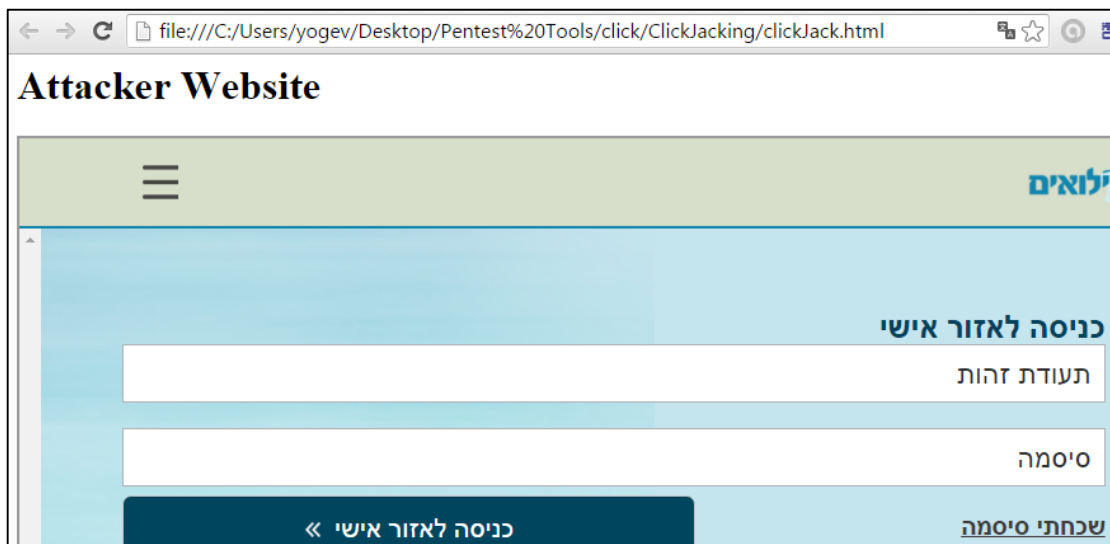 file:///C:/Users/yogev/Desktop/Pentest%20Tools/click/ClickJacking/clickJack.html
Attacker Website
כניסה לאזור אישי
תעודת זהות
סיסמה
שכחתי סיסמה
כניסה לאזור אישי »